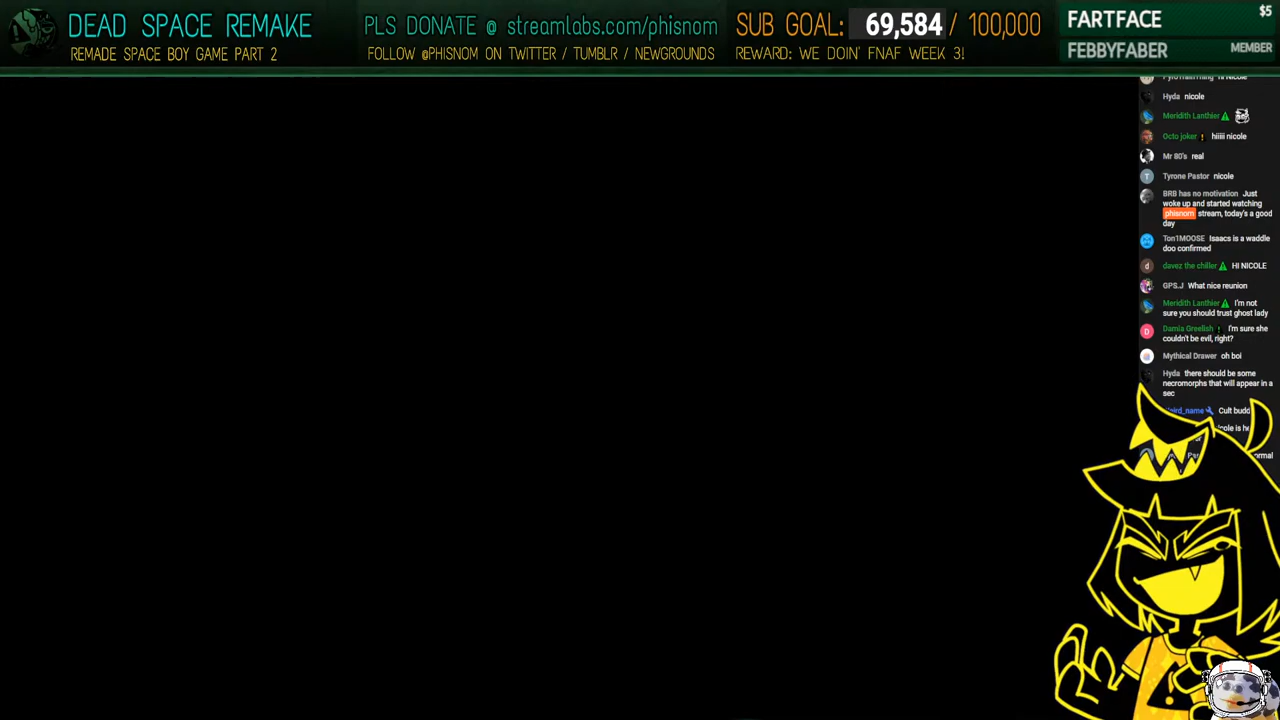 DEAD SPACE REMAKE
REMADE SPACE BOY GAME PART 2
PLS DONATE @ streamlabs.com/phisnom
FOLLOW @PHISNOM ON TWITTER / TUMBLR / NEWGROUNDS
SUB GOAL: 69,584 / 100,000
REWARD: WE DOIN' FNAF WEEK 3!
FARTFACE $5
FEBBYFABER MEMBER
Hyda nicole
Meridith Lanthier
Octo joker hiiiii nicole
Mr 80's real
Tyrone Pastor nicole
BRB has no motivation Just
woke up and started watching
phisnom stream, today's a good
day
Ton1MOOSE Isaacs is a waddle
doo confirmed
davez the chiller HI NICOLE
GPS.J What nice reunion
Meridith Lanthier I'm not
sure you should trust ghost lady
Damia Greelish I'm sure she
couldn't be evil, right?
Mythical Drawer oh boi
Hyda there should be some
necromorphs that will appear in a
sec
Cult